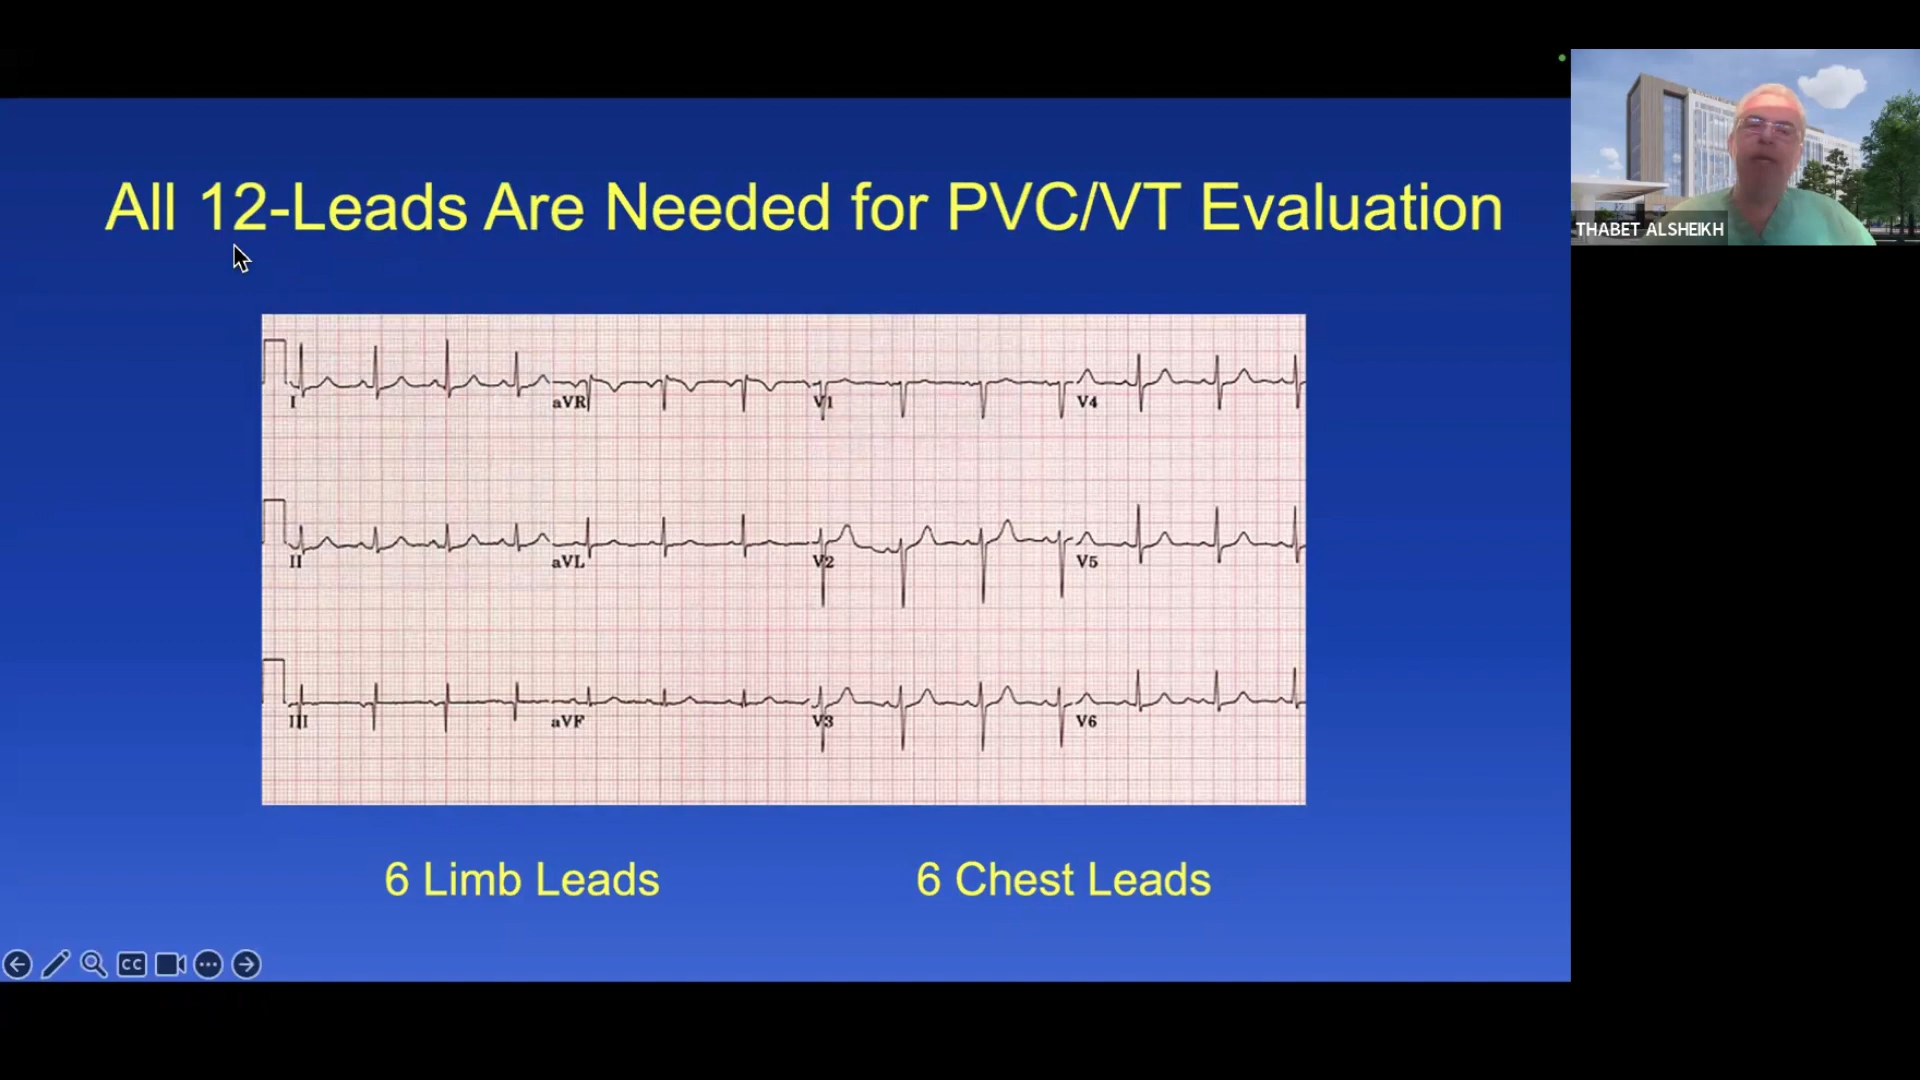 All 12-Leads Are Needed for PVC/VT Evaluation
THABET ALSHEIKH
I aVR V1 V4
II aVL V2 V5
III aVF V3 V6
6 Limb Leads 6 Chest Leads
CC